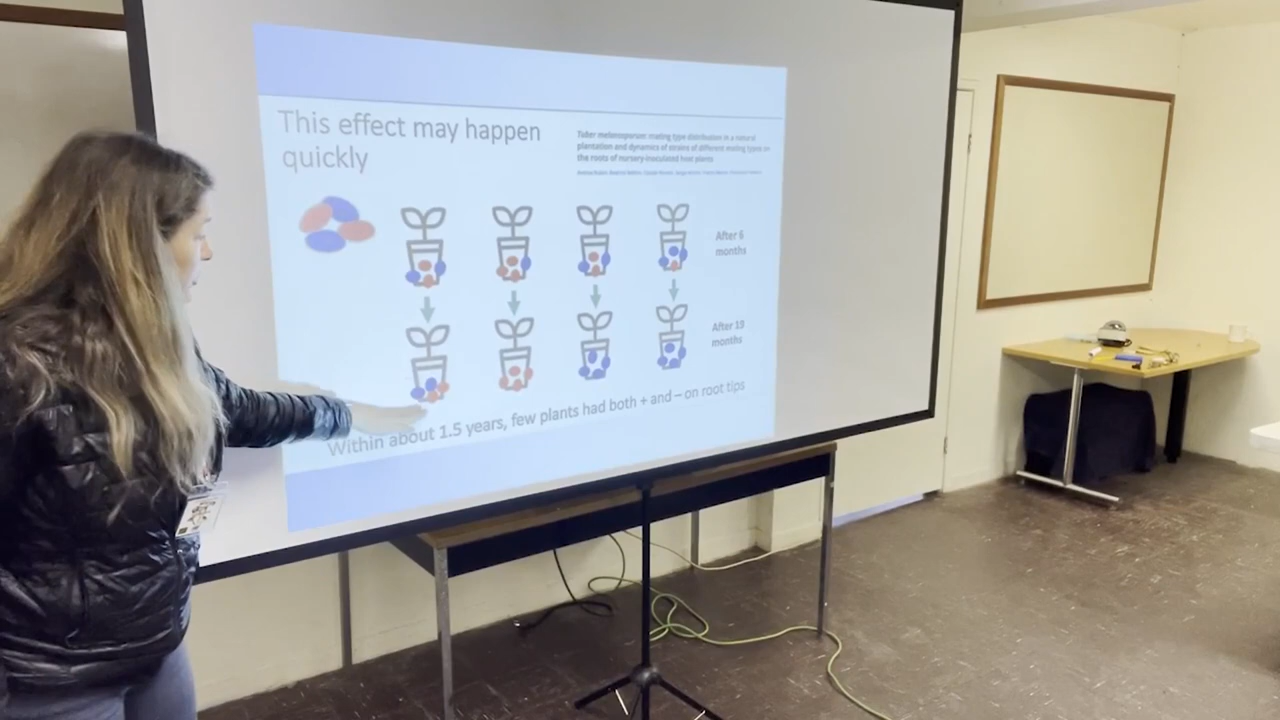 This effect may happen
quickly
Tuber melanosporum: mating type distribution in a natural
plantation and dynamics of strains of different mating types on
the roots of nursery-inoculated host plants
After 6
months
After 19
months
Within about 1.5 years, few plants had both + and – on root tips